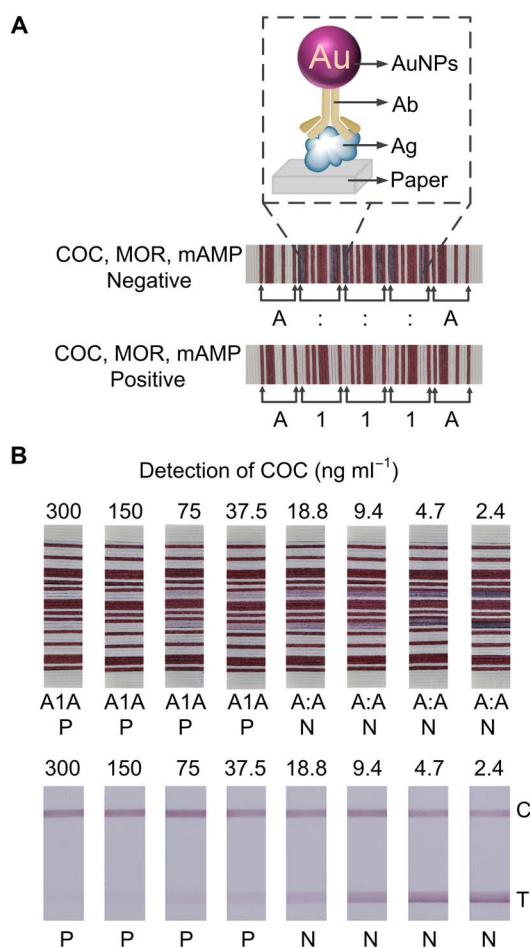 A
Au
AuNPs
Ab
Ag
Paper
COC, MOR, mAMP
Negative
A : : : A
COC, MOR, mAMP
Positive
A 1 1 1 A
B
Detection of COC (ng ml⁻¹)
300 150 75 37.5 18.8 9.4 4.7 2.4
A1A A1A A1A A1A A:A A:A A:A A:A
P P P P N N N N
300 150 75 37.5 18.8 9.4 4.7 2.4
C
T
P P P P N N N N